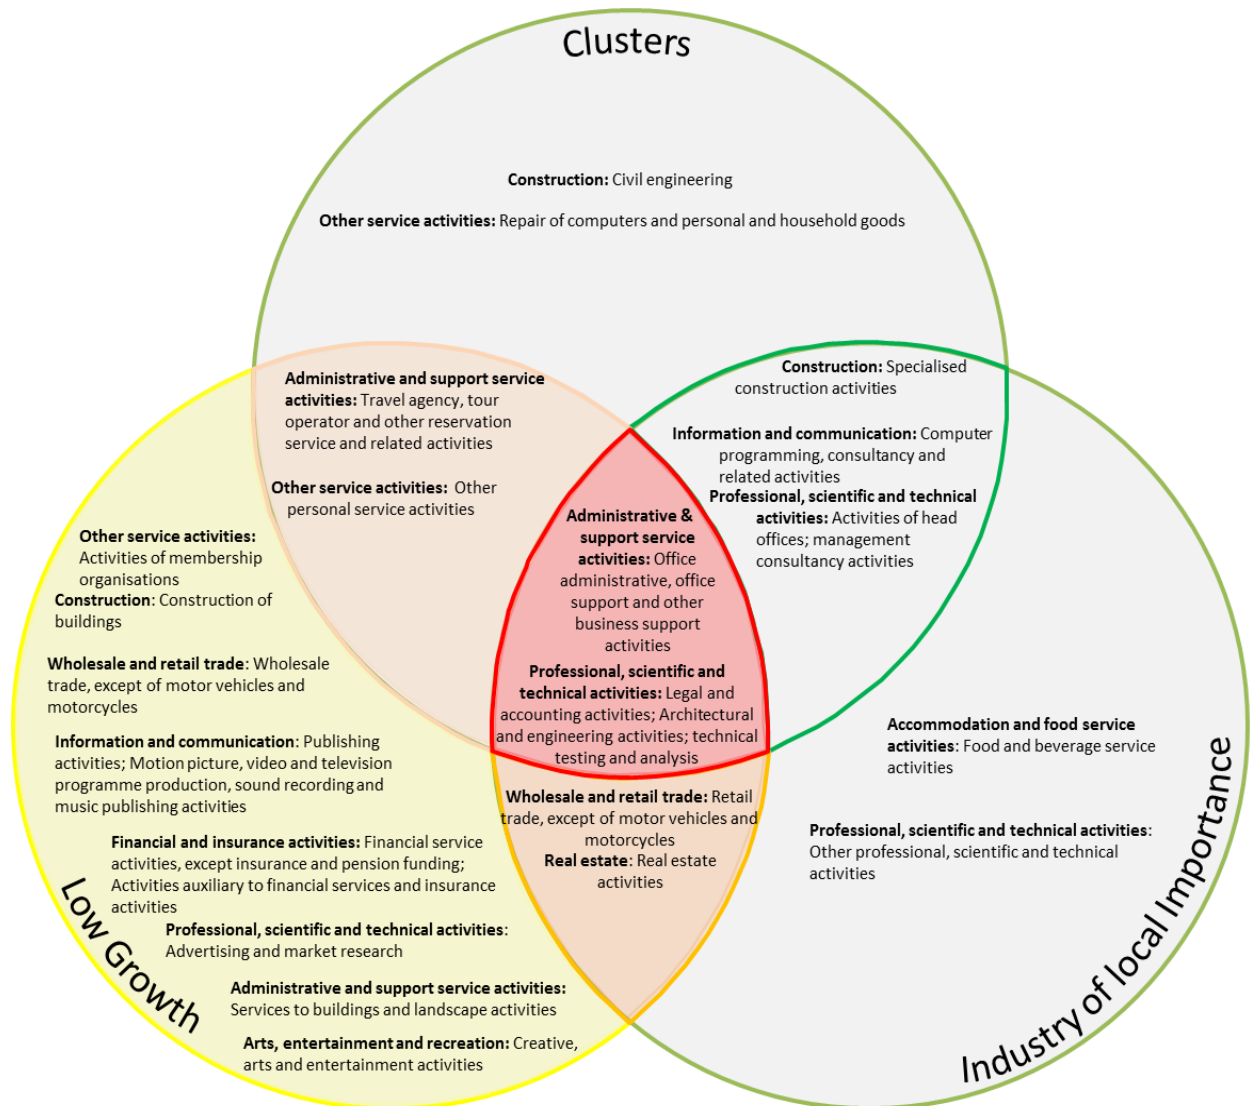 Clusters
Construction: Civil engineering
Other service activities: Repair of computers and personal and household goods
Administrative and support service
activities: Travel agency, tour
operator and other reservation
service and related activities
Other service activities: Other
personal service activities
Construction: Specialised
construction activities
Information and communication: Computer
programming, consultancy and
related activities
Professional, scientific and technical
activities: Activities of head
offices; management
consultancy activities
Administrative &
support service
activities: Office
administrative, office
support and other
business support
activities
Professional, scientific and
technical activities: Legal and
accounting activities; Architectural
and engineering activities; technical
testing and analysis
Other service activities:
Activities of membership
organisations
Construction: Construction of
buildings
Wholesale and retail trade: Wholesale
trade, except of motor vehicles and
motorcycles
Information and communication: Publishing
activities; Motion picture, video and television
programme production, sound recording and
music publishing activities
Financial and insurance activities: Financial service
activities, except insurance and pension funding;
Activities auxiliary to financial services and insurance
activities
Professional, scientific and technical activities:
Advertising and market research
Administrative and support service activities:
Services to buildings and landscape activities
Arts, entertainment and recreation: Creative,
arts and entertainment activities
Low Growth
Wholesale and retail trade: Retail
trade, except of motor vehicles and
motorcycles
Real estate: Real estate
activities
Accommodation and food service
activities: Food and beverage service
activities
Professional, scientific and technical activities:
Other professional, scientific and technical
activities
Industry of local Importance